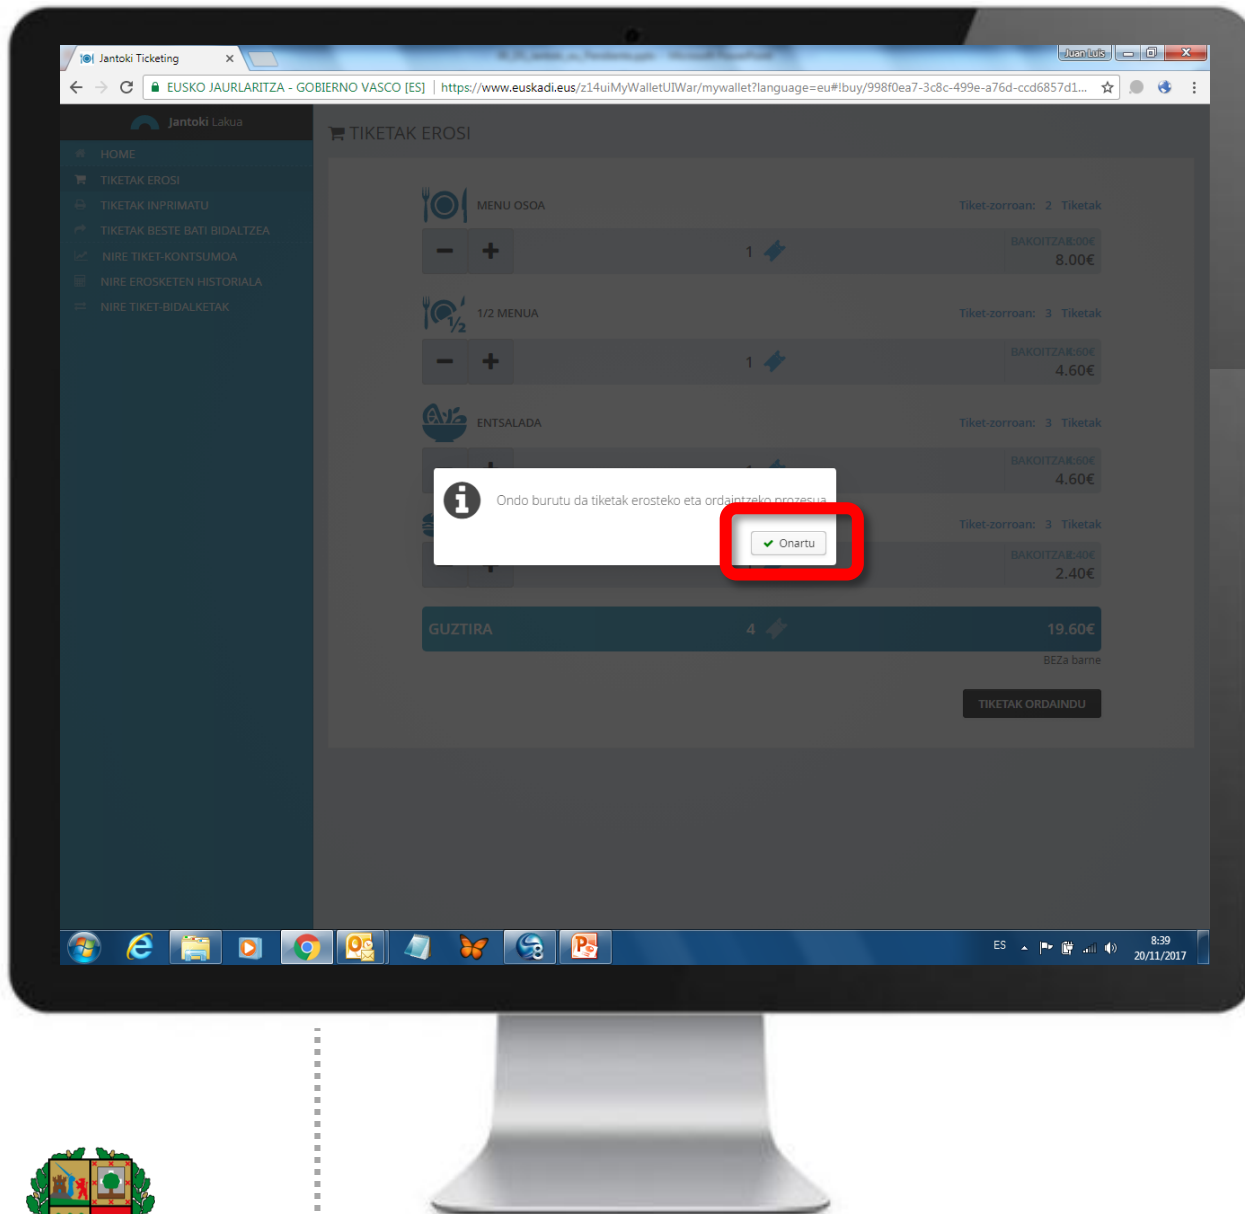 Jantoki Ticketing
Juan Luis
EUSKO JAURLARITZA - GOBIERNO VASCO [ES] | https://www.euskadi.eus/z14uiMyWalletUIWar/mywallet?language=eu#!buy/998f0ea7-3c8c-499e-a76d-ccd6857d1...
Jantoki Lakua
HOME
TIKETAK EROSI
TIKETAK INPRIMATU
TIKETAK BESTE BATI BIDALTZEA
NIRE TIKET-KONTSUMOA
NIRE EROSKETEN HISTORIALA
NIRE TIKET-BIDALKETAK
TIKETAK EROSI
MENU OSOA
Tiket-zorroan: 2 Tiketak
1
BAKOITZA
8.00€
1/2 MENUA
Tiket-zorroan: 3 Tiketak
1
BAKOITZA
4.60€
ENTSALADA
Tiket-zorroan: 3 Tiketak
BAKOITZA
4.60€
Tiket-zorroan: 3 Tiketak
BAKOITZA
2.40€
Ondo burutu da tiketak erosteko eta ordaintzeko prozesua
Onartu
GUZTIRA 4 19.60€
BEZa barne
TIKETAK ORDAINDU
ES
8:39
20/11/2017